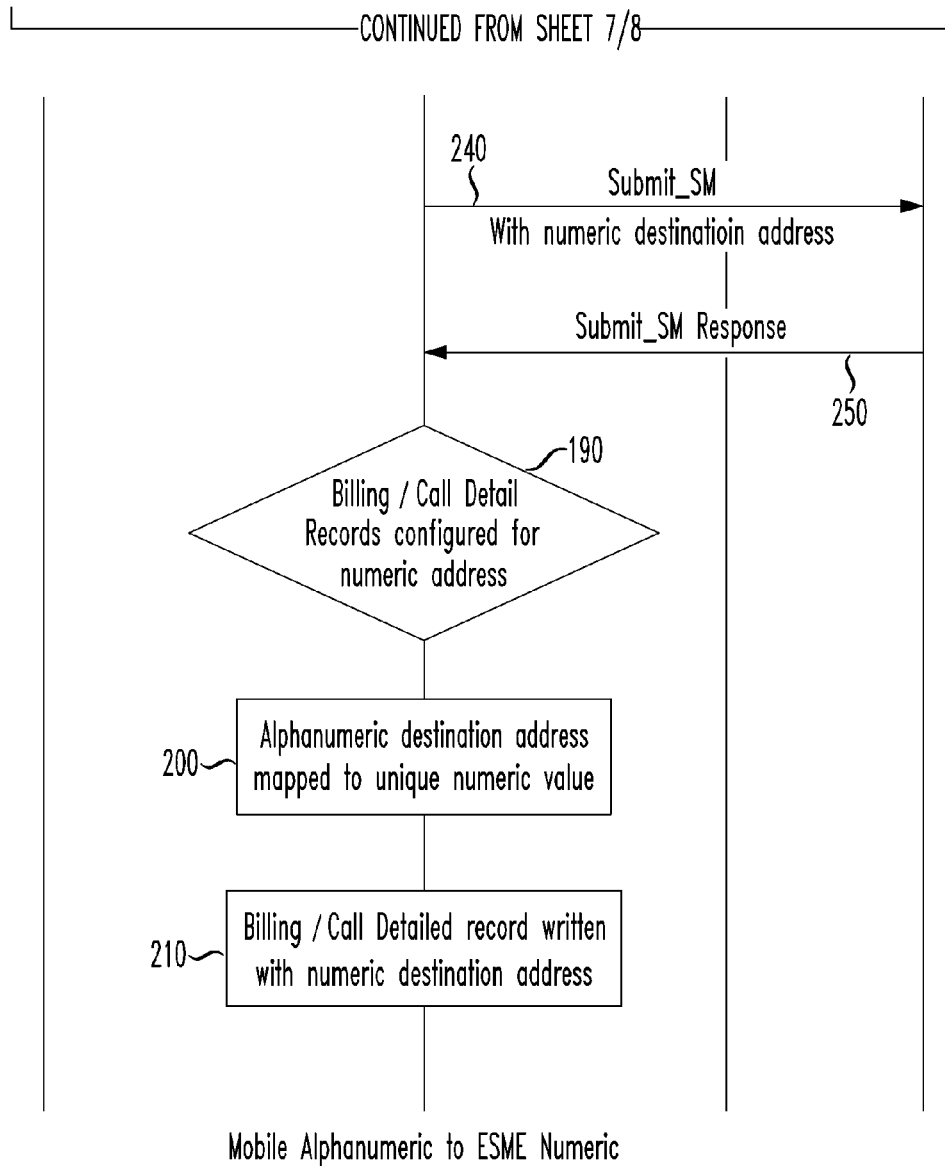 CONTINUED FROM SHEET 7/8
240
Submit_SM
With numeric destinatioin address
Submit_SM Response
250
190
Billing / Call Detail
Records configured for
numeric address
Alphanumeric destination address
mapped to unique numeric value
200
Billing / Call Detailed record written
with numeric destination address
210
Mobile Alphanumeric to ESME Numeric